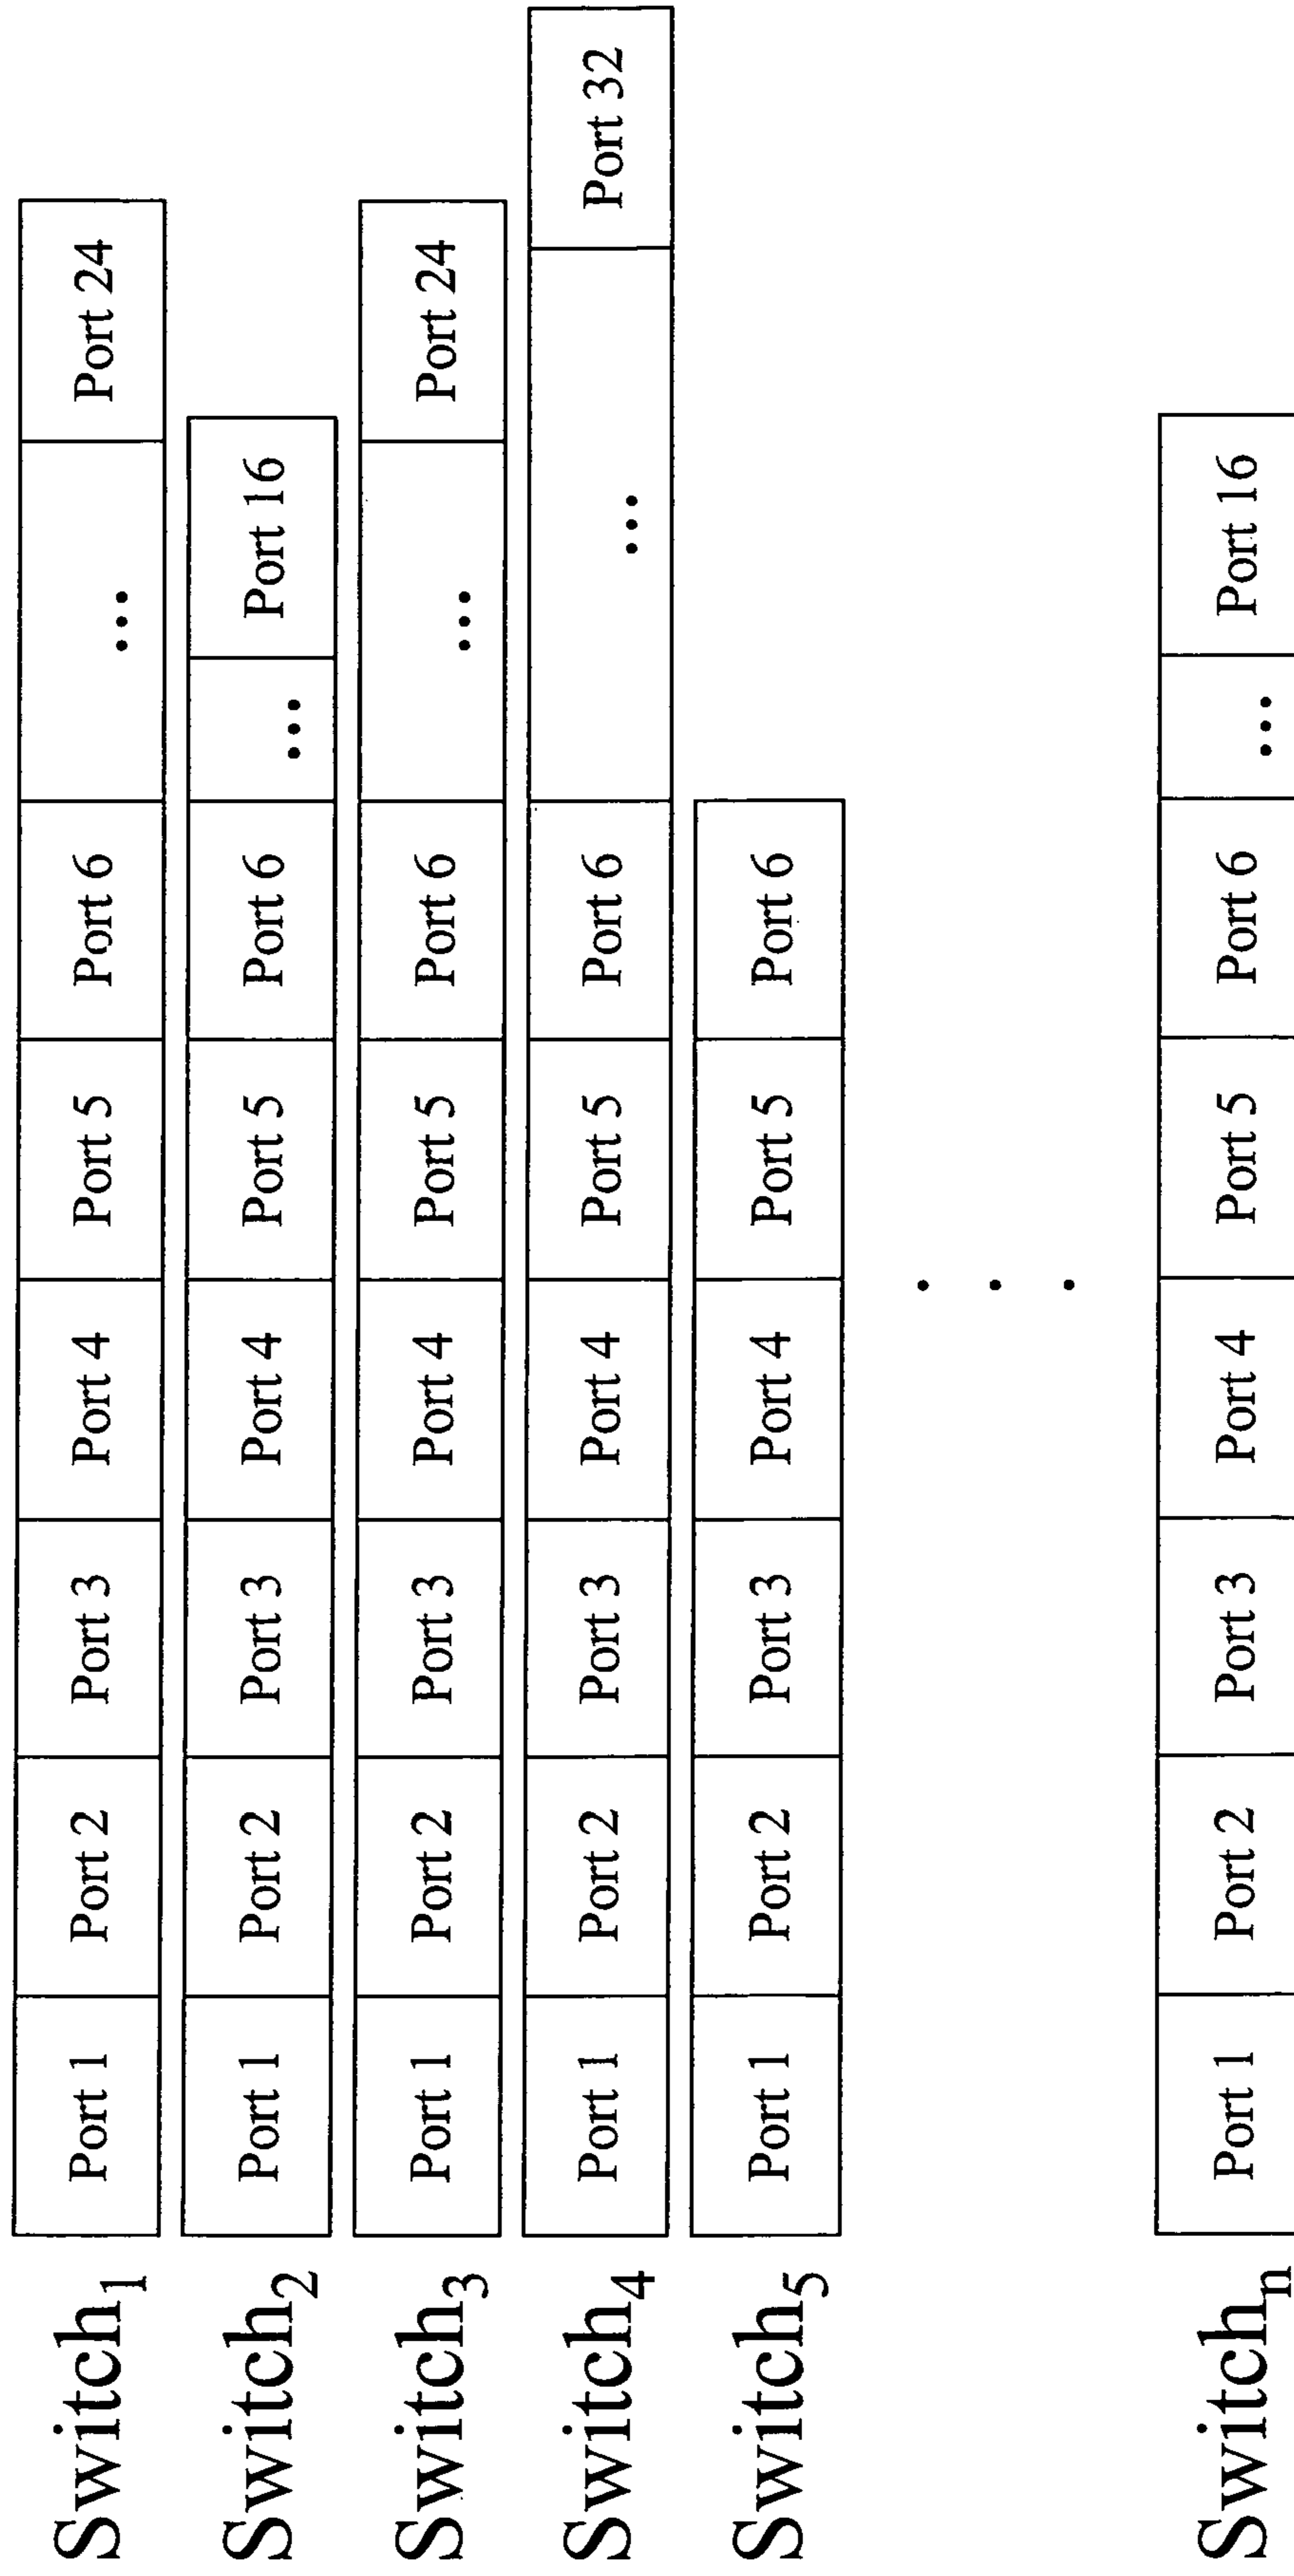 Switch1 Port 1 Port 2 Port 3 Port 4 Port 5 Port 6 ... Port 24
Switch2 Port 1 Port 2 Port 3 Port 4 Port 5 Port 6 ... Port 16
Switch3 Port 1 Port 2 Port 3 Port 4 Port 5 Port 6 ... Port 24
Switch4 Port 1 Port 2 Port 3 Port 4 Port 5 Port 6 ... Port 32
Switch5 Port 1 Port 2 Port 3 Port 4 Port 5 Port 6
. . .
Switchn Port 1 Port 2 Port 3 Port 4 Port 5 Port 6 ... Port 16